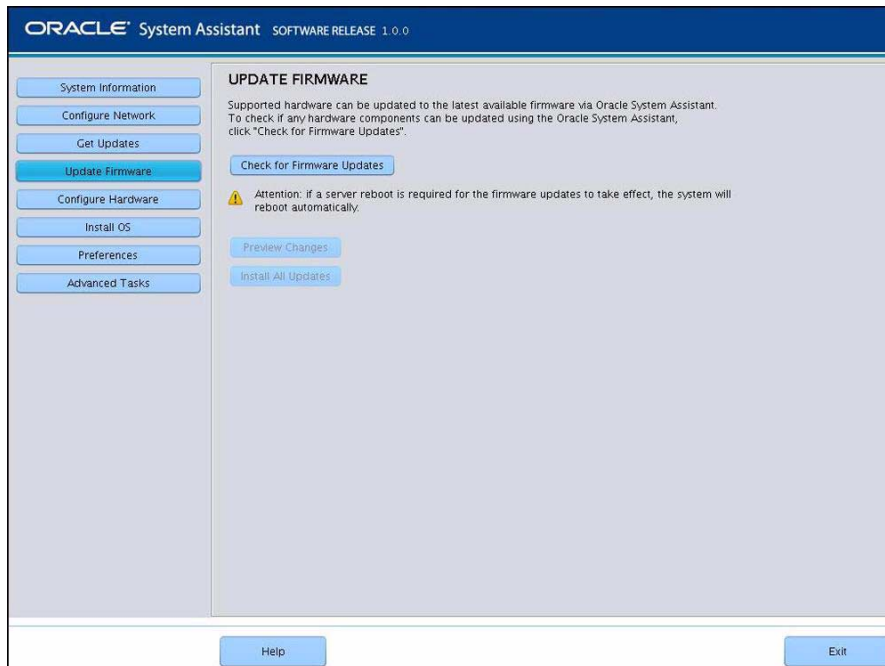 ORACLE System Assistant SOFTWARE RELEASE 1.0.0
System Information
Configure Network
Get Updates
Update Firmware
Configure Hardware
Install OS
Preferences
Advanced Tasks
UPDATE FIRMWARE
Supported hardware can be updated to the latest available firmware via Oracle System Assistant.
To check if any hardware components can be updated using the Oracle System Assistant,
click "Check for Firmware Updates".
Check for Firmware Updates
Attention: if a server reboot is required for the firmware updates to take effect, the system will
reboot automatically.
Preview Changes
Install All Updates
Help
Exit